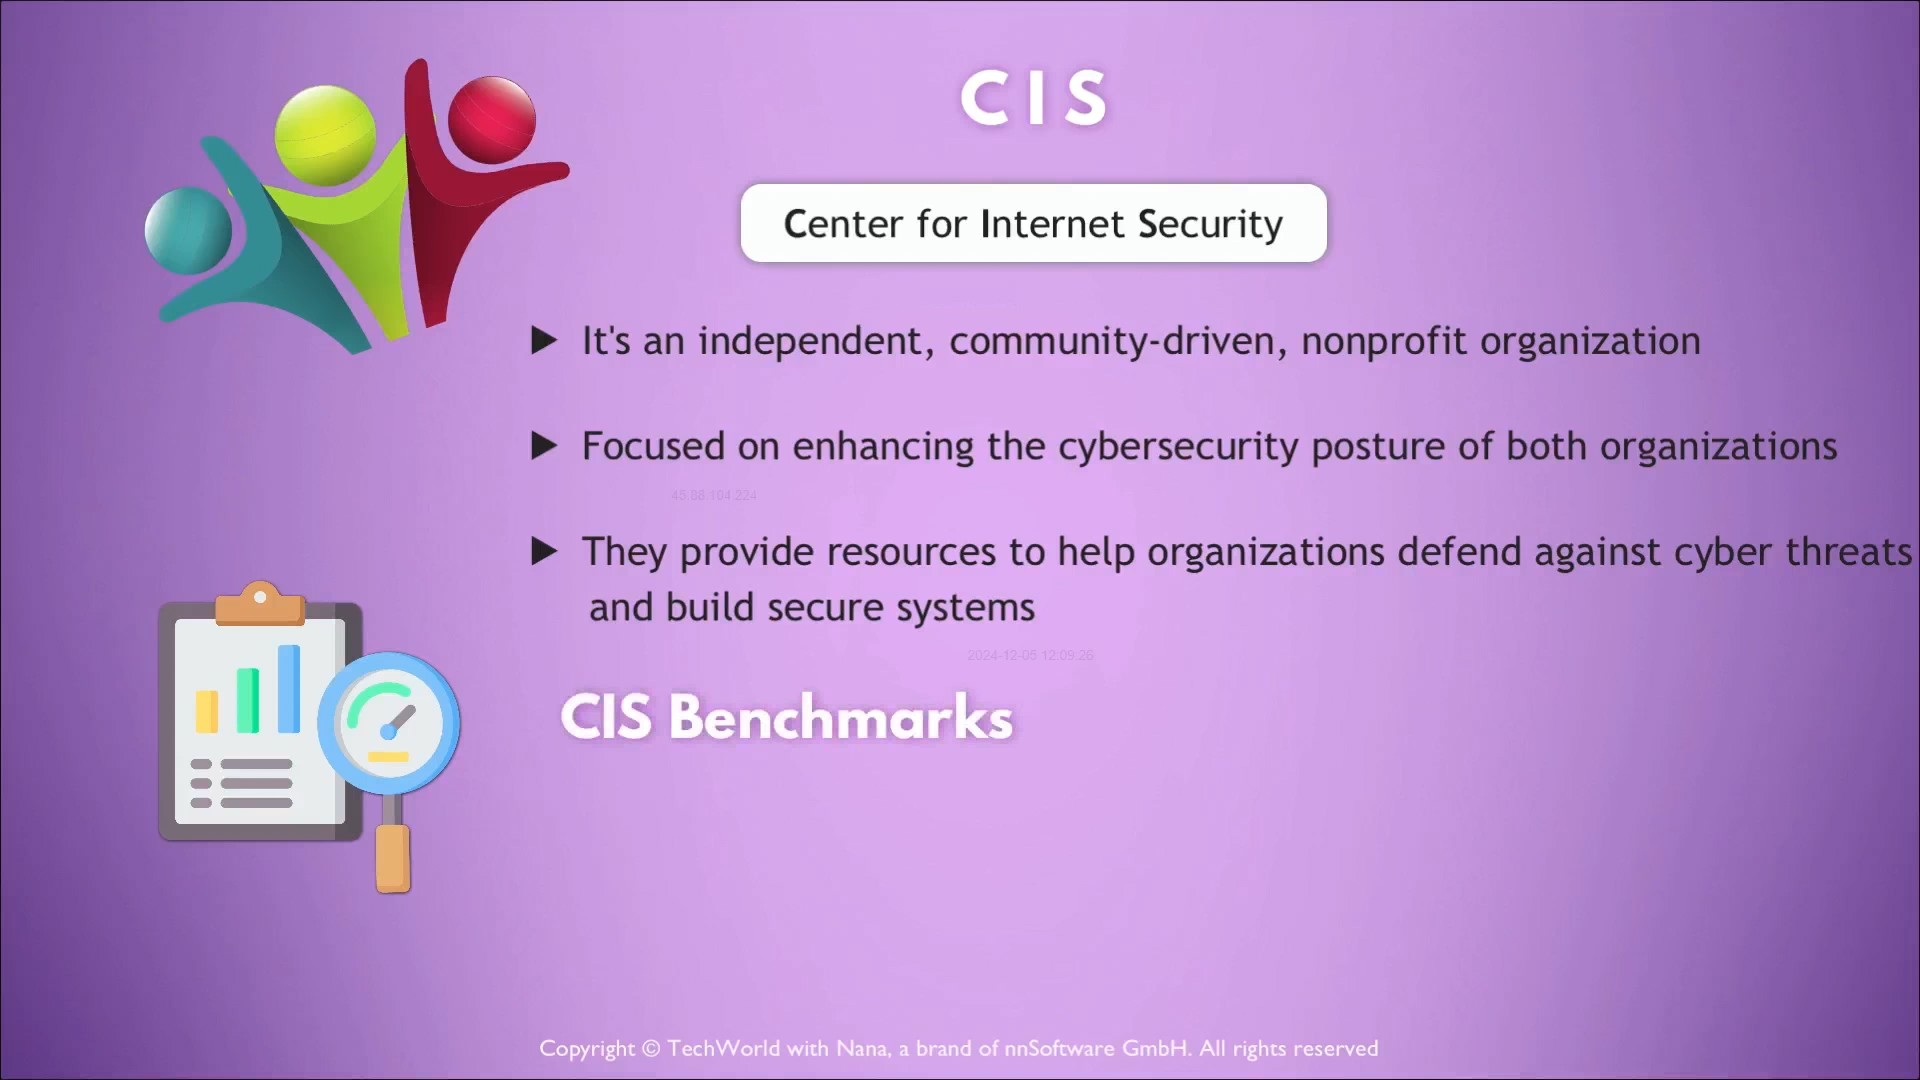 C I S
Center for Internet Security
▶ It's an independent, community-driven, nonprofit organization
▶ Focused on enhancing the cybersecurity posture of both organizations
49.88.104.224
▶ They provide resources to help organizations defend against cyber threats
and build secure systems
2024-12-05 12:09:26
CIS Benchmarks
Copyright © TechWorld with Nana, a brand of nnSoftware GmbH. All rights reserved